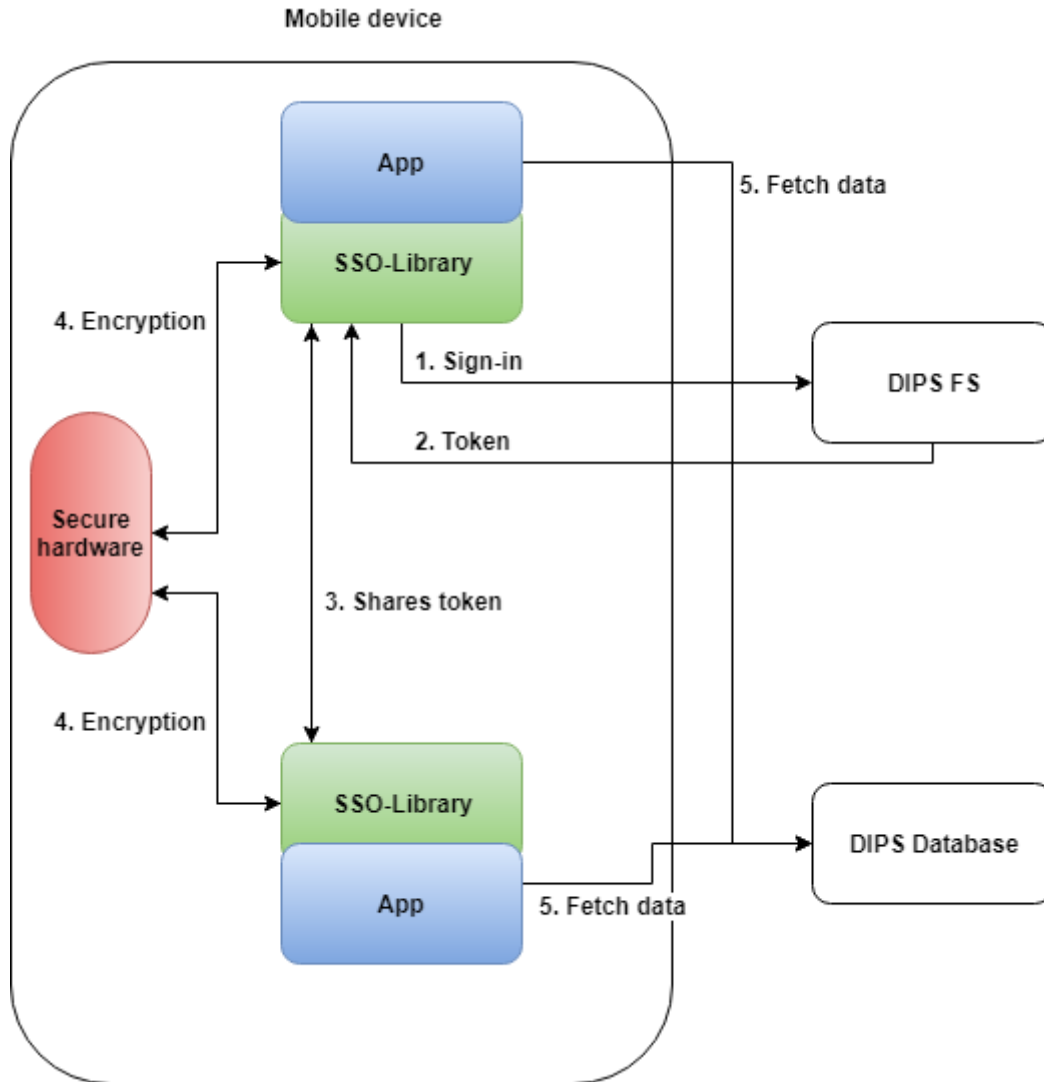 Mobile device
App
5. Fetch data
SSO-Library
4. Encryption
1. Sign-in
DIPS FS
2. Token
Secure
hardware
3. Shares token
4. Encryption
SSO-Library
DIPS Database
App
5. Fetch data